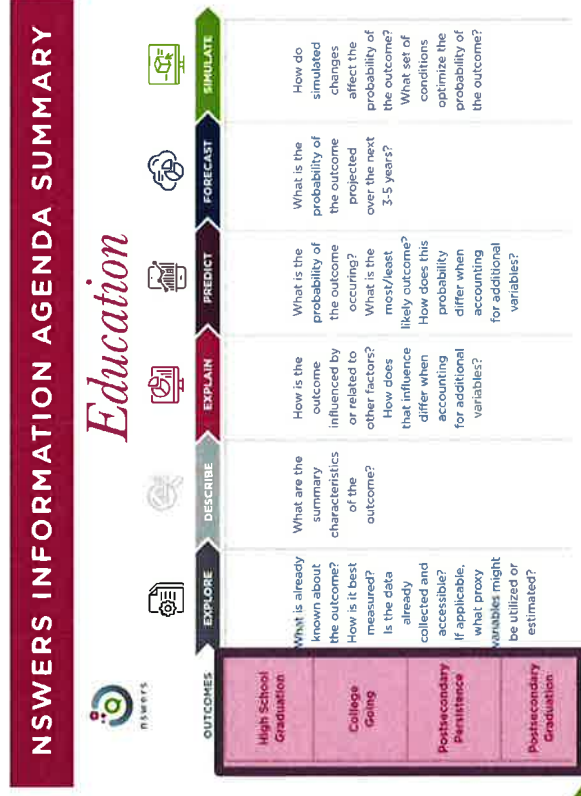 NSWERS INFORMATION AGENDA SUMMARY
Education
nswers
OUTCOMES
EXPLORE
DESCRIBE
EXPLAIN
PREDICT
FORECAST
SIMULATE
High School
Graduation
College
Going
Postsecondary
Persistence
Postsecondary
Graduation
What is already
known about
the outcome?
How is it best
measured?
Is the data
already
collected and
accessible?
If applicable,
what proxy
variables might
be utilized or
estimated?
What are the
summary
characteristics
of the
outcome?
How is the
outcome
influenced by
or related to
other factors?
How does
that influence
differ when
accounting
for additional
variables?
What is the
probability of
the outcome
occuring?
What is the
most/least
likely outcome?
How does this
probability
differ when
accounting
for additional
variables?
What is the
probability of
the outcome
projected
over the next
3-5 years?
How do
simulated
changes
affect the
probability of
the outcome?
What set of
conditions
optimize the
probability of
the outcome?